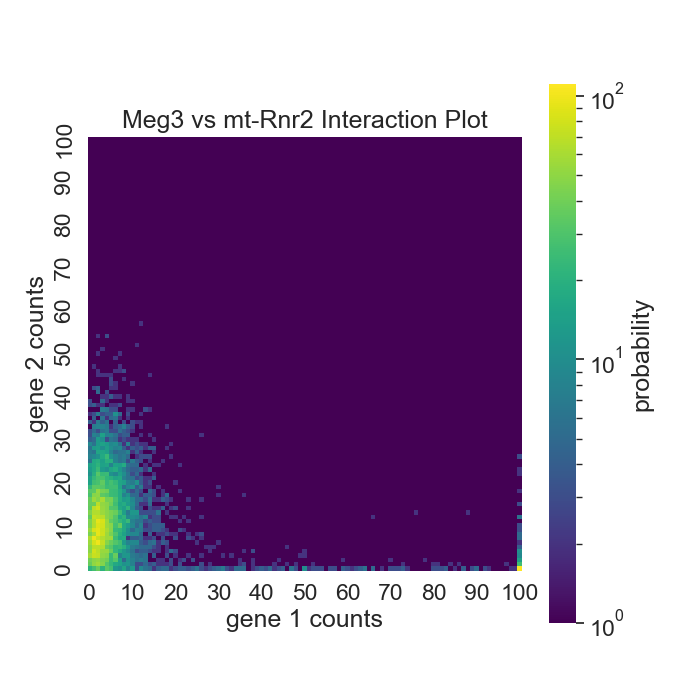 Meg3 vs mt-Rnr2 Interaction Plot
gene 2 counts
100
90
80
70
60
50
40
30
20
10
0
0 10 20 30 40 50 60 70 80 90 100
gene 1 counts
10²
10¹
10⁰
probability